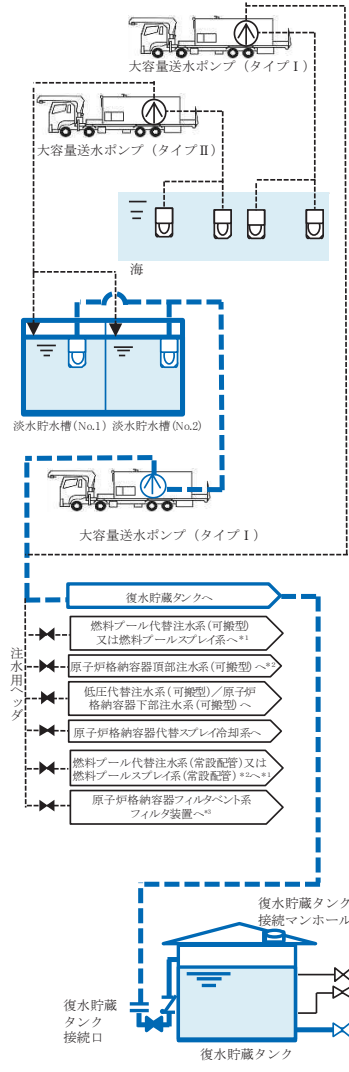 大容量送水ポンプ（タイプⅠ）
大容量送水ポンプ（タイプⅡ）
海
淡水貯水槽(No.1)
淡水貯水槽(No.2)
大容量送水ポンプ（タイプⅠ）
注水用ヘッダ
復水貯蔵タンクへ
燃料プール代替注水系(可搬型)
又は燃料プールスプレイ系へ*1
原子炉格納容器頂部注水系(可搬型)へ*2
低圧代替注水系(可搬型)／原子炉
格納容器下部注水系(可搬型)へ
原子炉格納容器代替スプレイ冷却系へ
燃料プール代替注水系(常設配管)又は
燃料プールスプレイ系(常設配管)*2へ*1
原子炉格納容器フィルタベント系
フィルタ装置へ*3
復水貯蔵タンク
接続マンホール
復水貯蔵
タンク
接続口
復水貯蔵タンク